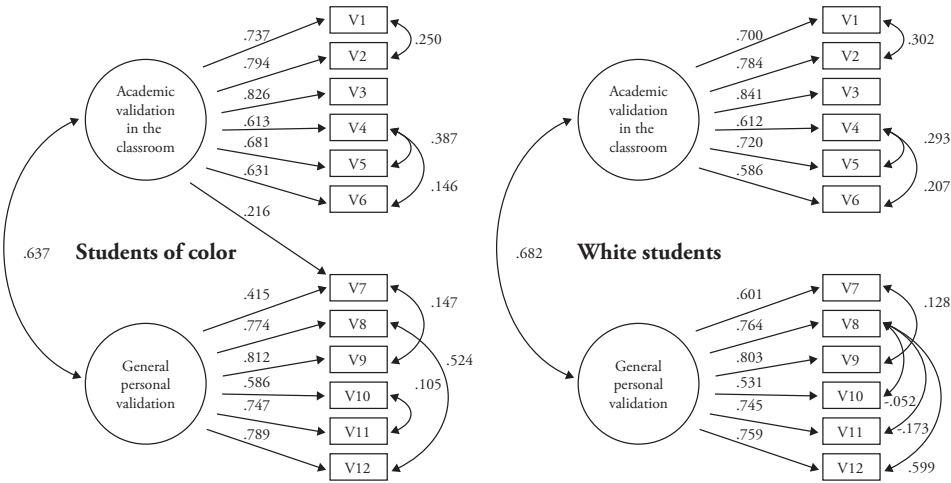 V1
.737
.250
.794
V2
.826
V3
Academic
validation
in the
classroom
.613
V4
.387
.681
V5
.631
.146
V6
.216
.637
Students of color
V7
.415
.147
.774
V8
.812
V9
.524
General
personal
validation
.586
V10
.105
.747
V11
.789
V12
V1
.700
.302
.784
V2
.841
V3
Academic
validation
in the
classroom
.612
V4
.293
.720
V5
.586
.207
V6
.682
White students
V7
.601
.128
.764
V8
.803
V9
General
personal
validation
.531
V10
-.052
.745
V11
-.173
.759
V12
.599